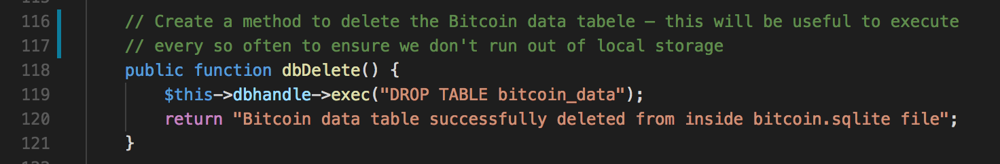 116 // Create a method to delete the Bitcoin data tabele – this will be useful to execute
117 // every so often to ensure we don't run out of local storage
118 public function dbDelete() {
119 $this->dbhandle->exec("DROP TABLE bitcoin_data");
120 return "Bitcoin data table successfully deleted from inside bitcoin.sqlite file";
121 }